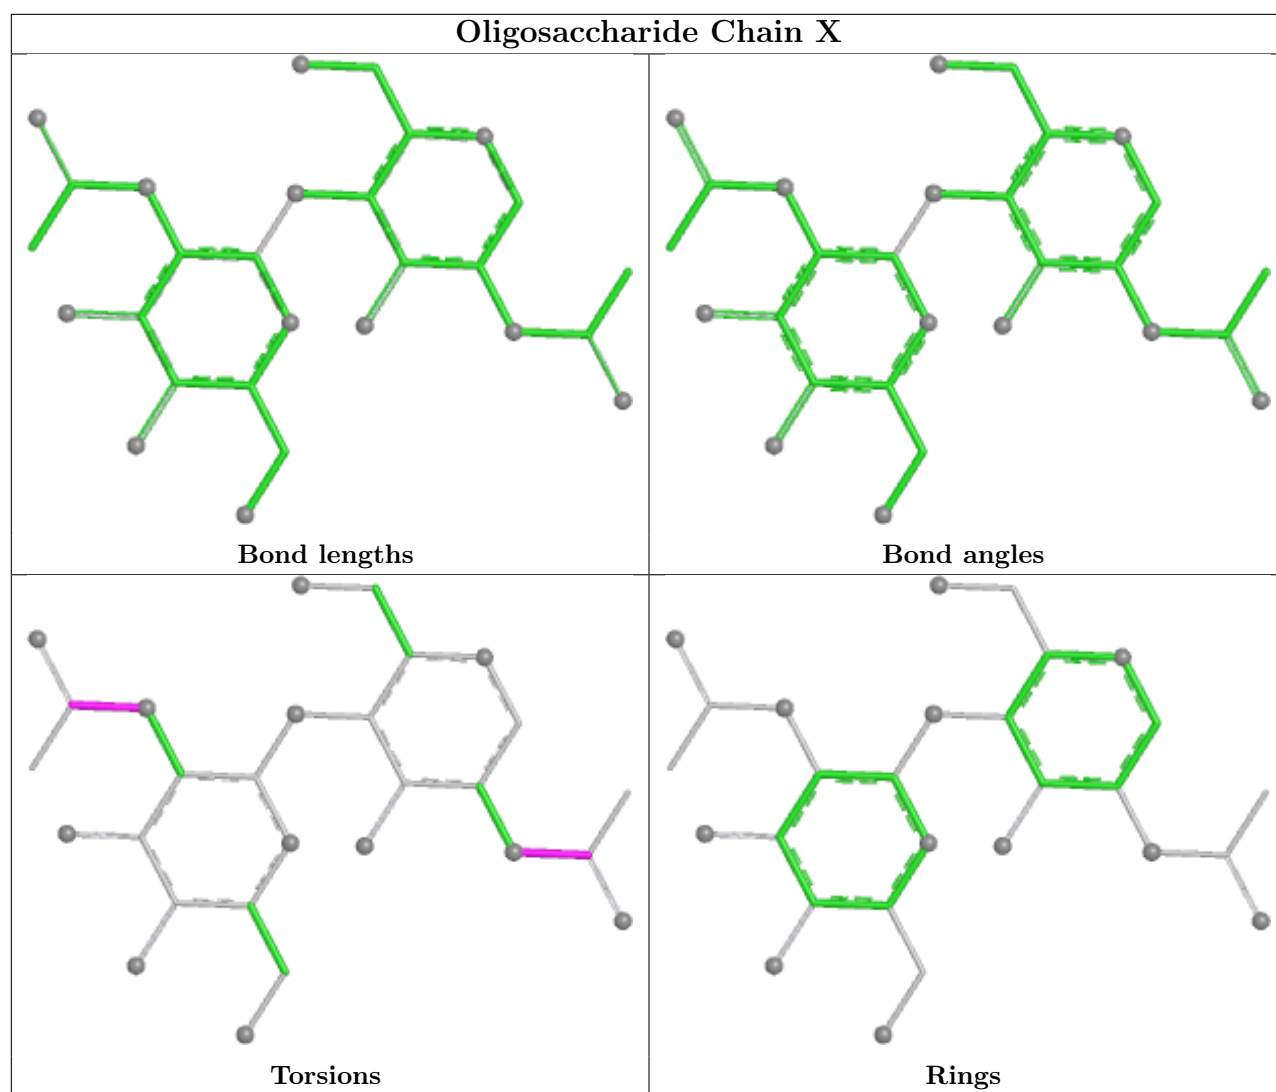 Oligosaccharide Chain X
Bond lengths
Bond angles
Torsions
Rings